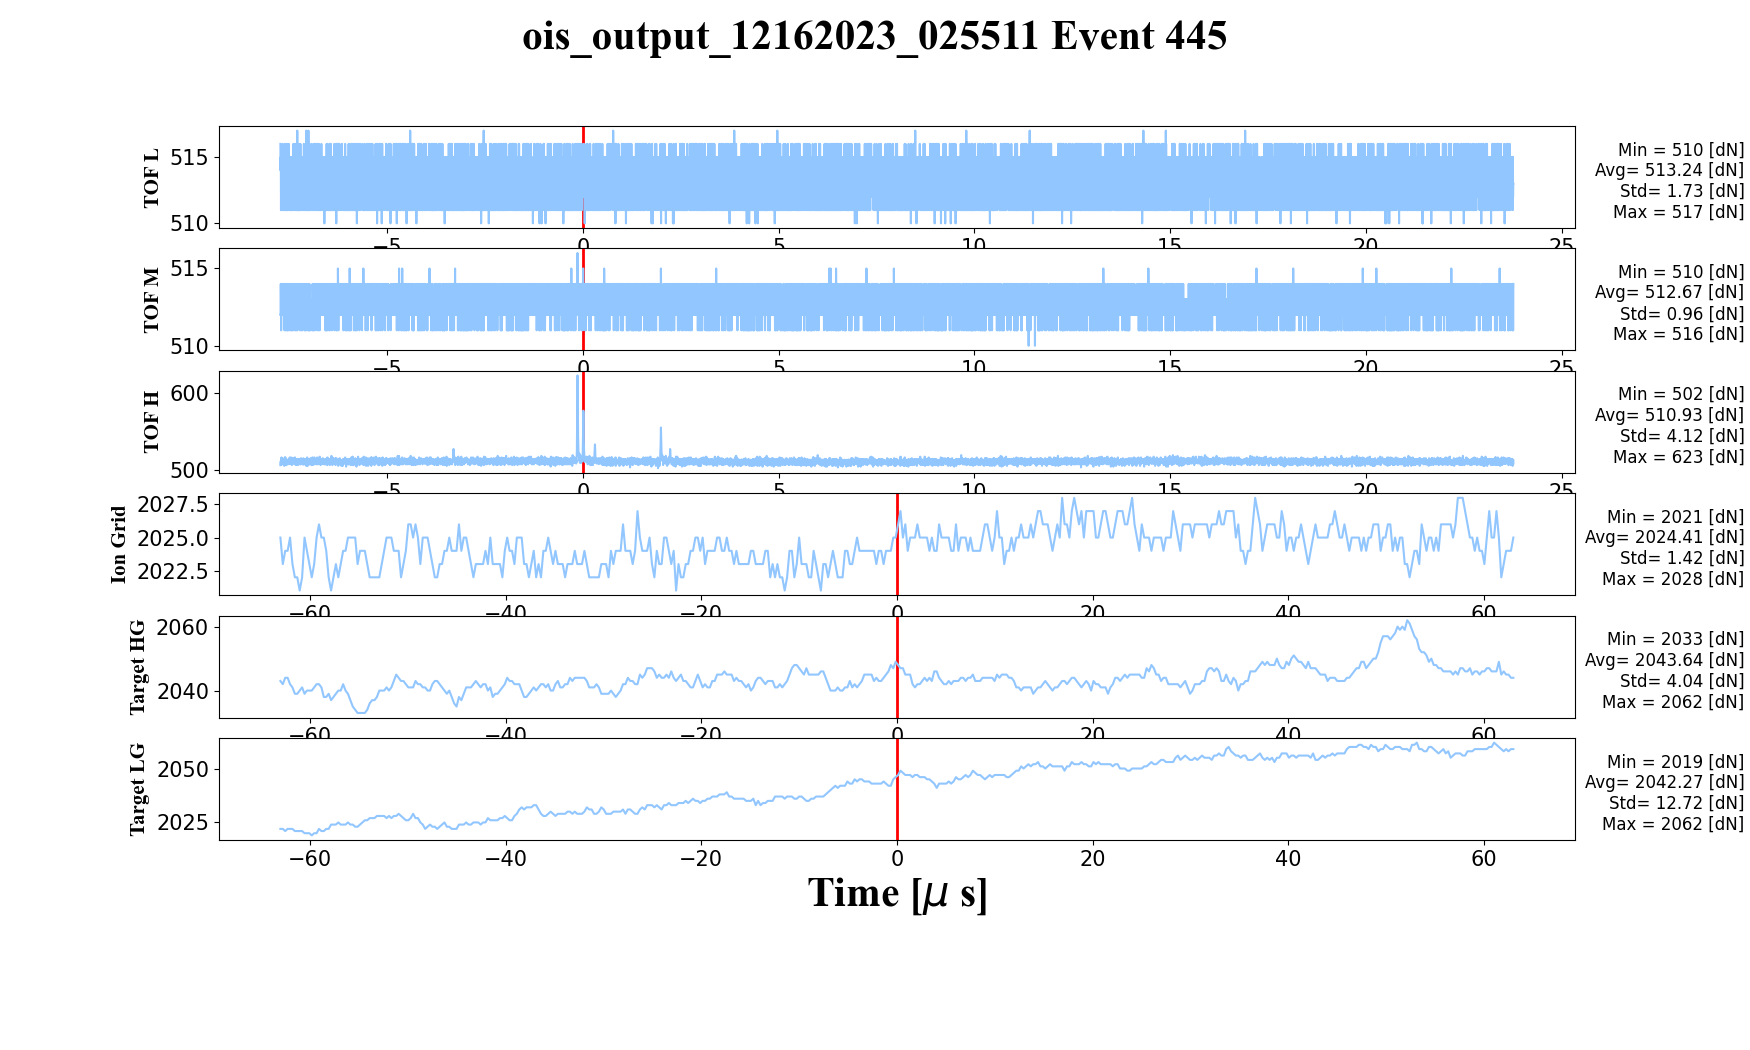 ois_output_12162023_025511 Event 445
TOF L
515
510
Min = 510 [dN]
Avg= 513.24 [dN]
Std= 1.73 [dN]
Max = 517 [dN]
−5 0 5 10 15 20 25
TOF M
515
510
Min = 510 [dN]
Avg= 512.67 [dN]
Std= 0.96 [dN]
Max = 516 [dN]
−5 0 5 10 15 20 25
TOF H
600
500
Min = 502 [dN]
Avg= 510.93 [dN]
Std= 4.12 [dN]
Max = 623 [dN]
−5 0 5 10 15 20 25
Ion Grid
2027.5
2025.0
2022.5
Min = 2021 [dN]
Avg= 2024.41 [dN]
Std= 1.42 [dN]
Max = 2028 [dN]
−60 −40 −20 0 20 40 60
Target HG
2060
2040
Min = 2033 [dN]
Avg= 2043.64 [dN]
Std= 4.04 [dN]
Max = 2062 [dN]
−60 −40 −20 0 20 40 60
Target LG
2050
2025
Min = 2019 [dN]
Avg= 2042.27 [dN]
Std= 12.72 [dN]
Max = 2062 [dN]
−60 −40 −20 0 20 40 60
Time [μ s]